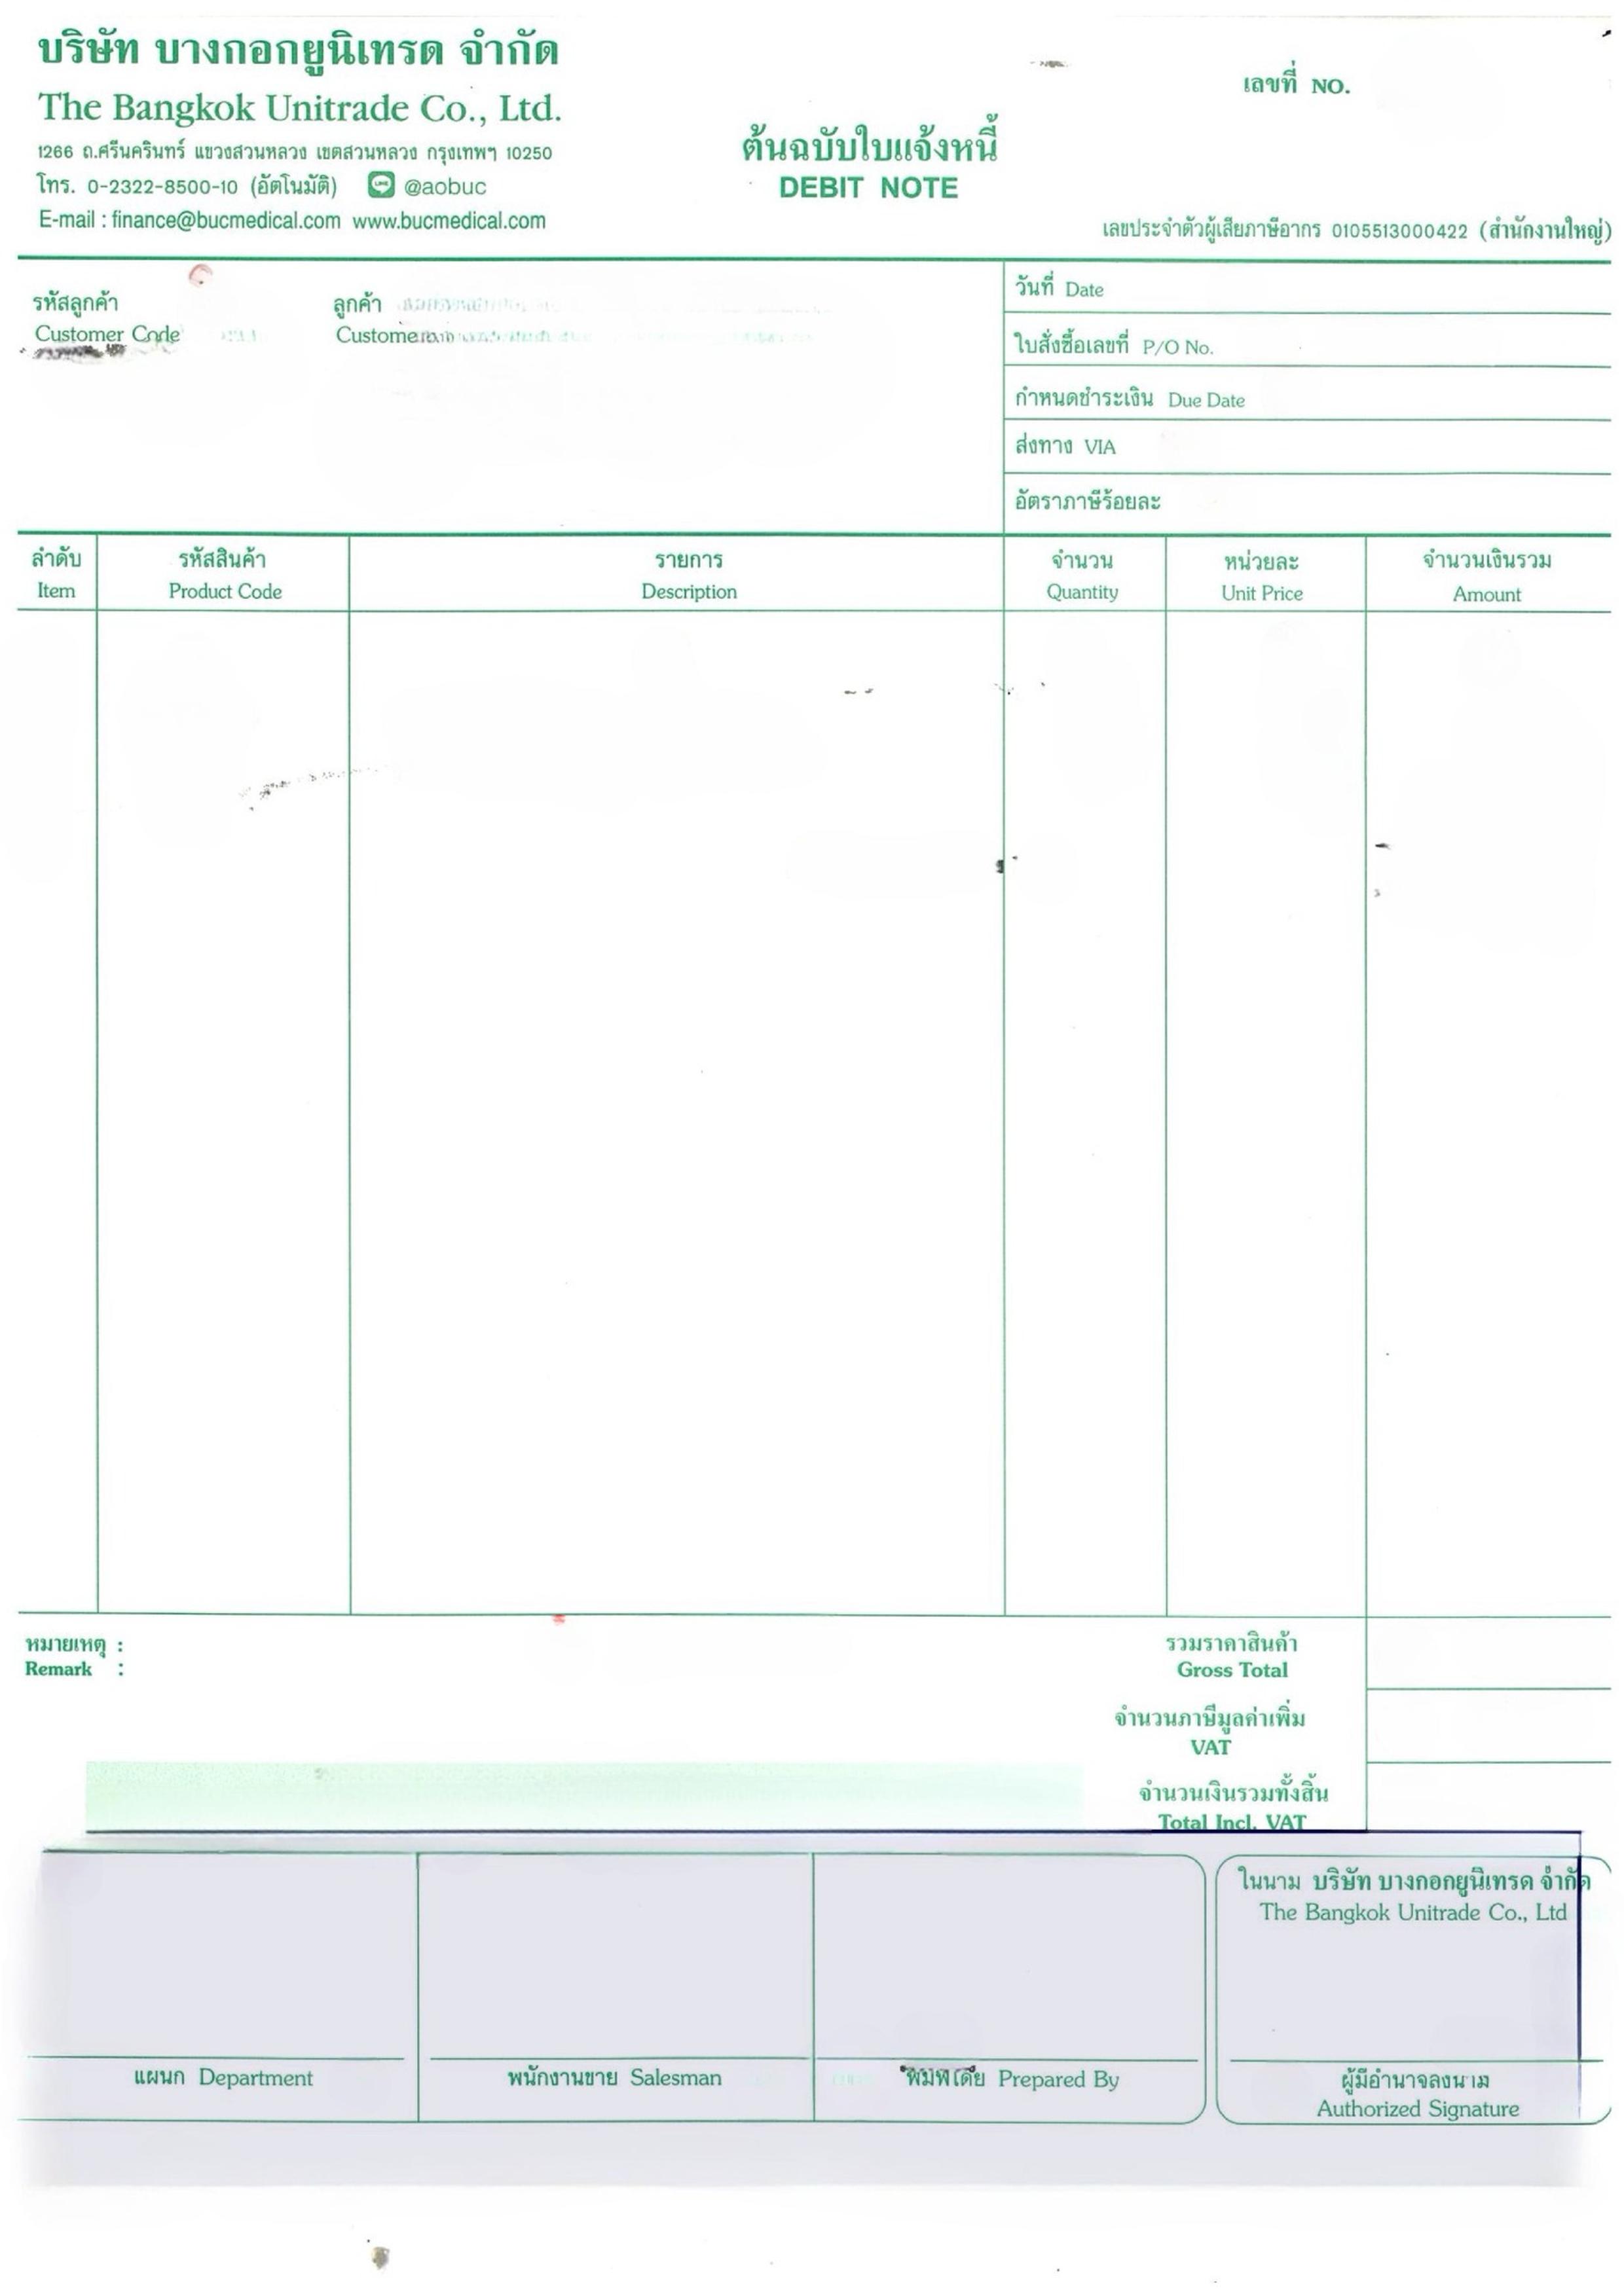 บริษัท บางกอกยูนิเทรด จำกัด
The Bangkok Unitrade Co., Ltd.
1266 ถ.ศรีนครินทร์ แขวงสวนหลวง เขตสวนหลวง กรุงเทพฯ 10250
โทร. 0-2322-8500-10 (อัตโนมัติ) LINE @aobuc
E-mail : finance@bucmedical.com www.bucmedical.com
ต้นฉบับใบแจ้งหนี้
DEBIT NOTE
เลขที่ NO.
เลขประจำตัวผู้เสียภาษีอากร 0105513000422 (สำนักงานใหญ่)
รหัสลูกค้า
Customer Code
ลูกค้า
Customer
วันที่ Date
ใบสั่งซื้อเลขที่ P/O No.
กำหนดชำระเงิน Due Date
ส่งทาง VIA
อัตราภาษีร้อยละ
ลำดับ รหัสสินค้า รายการ จำนวน หน่วยละ จำนวนเงินรวม
Item Product Code Description Quantity Unit Price Amount
หมายเหตุ :
Remark :
รวมราคาสินค้า
Gross Total
จำนวนภาษีมูลค่าเพิ่ม
VAT
จำนวนเงินรวมทั้งสิ้น
Total Incl. VAT
ในนาม บริษัท บางกอกยูนิเทรด จำกัด
The Bangkok Unitrade Co., Ltd
แผนก Department
พนักงานขาย Salesman
พิมพ์โดย Prepared By
ผู้มีอำนาจลงนาม
Authorized Signature